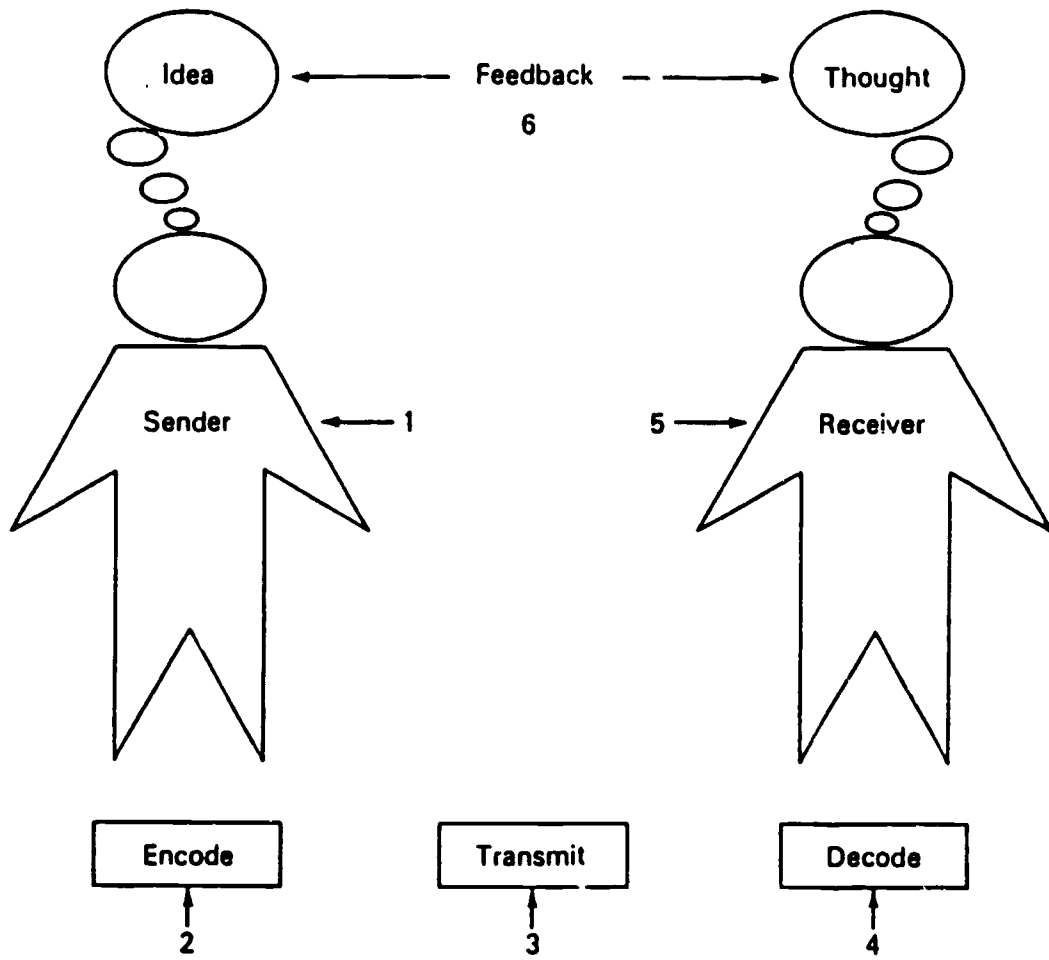 Idea
Feedback
Thought
6
Sender
1
5
Receiver
Encode
Transmit
Decode
2
3
4